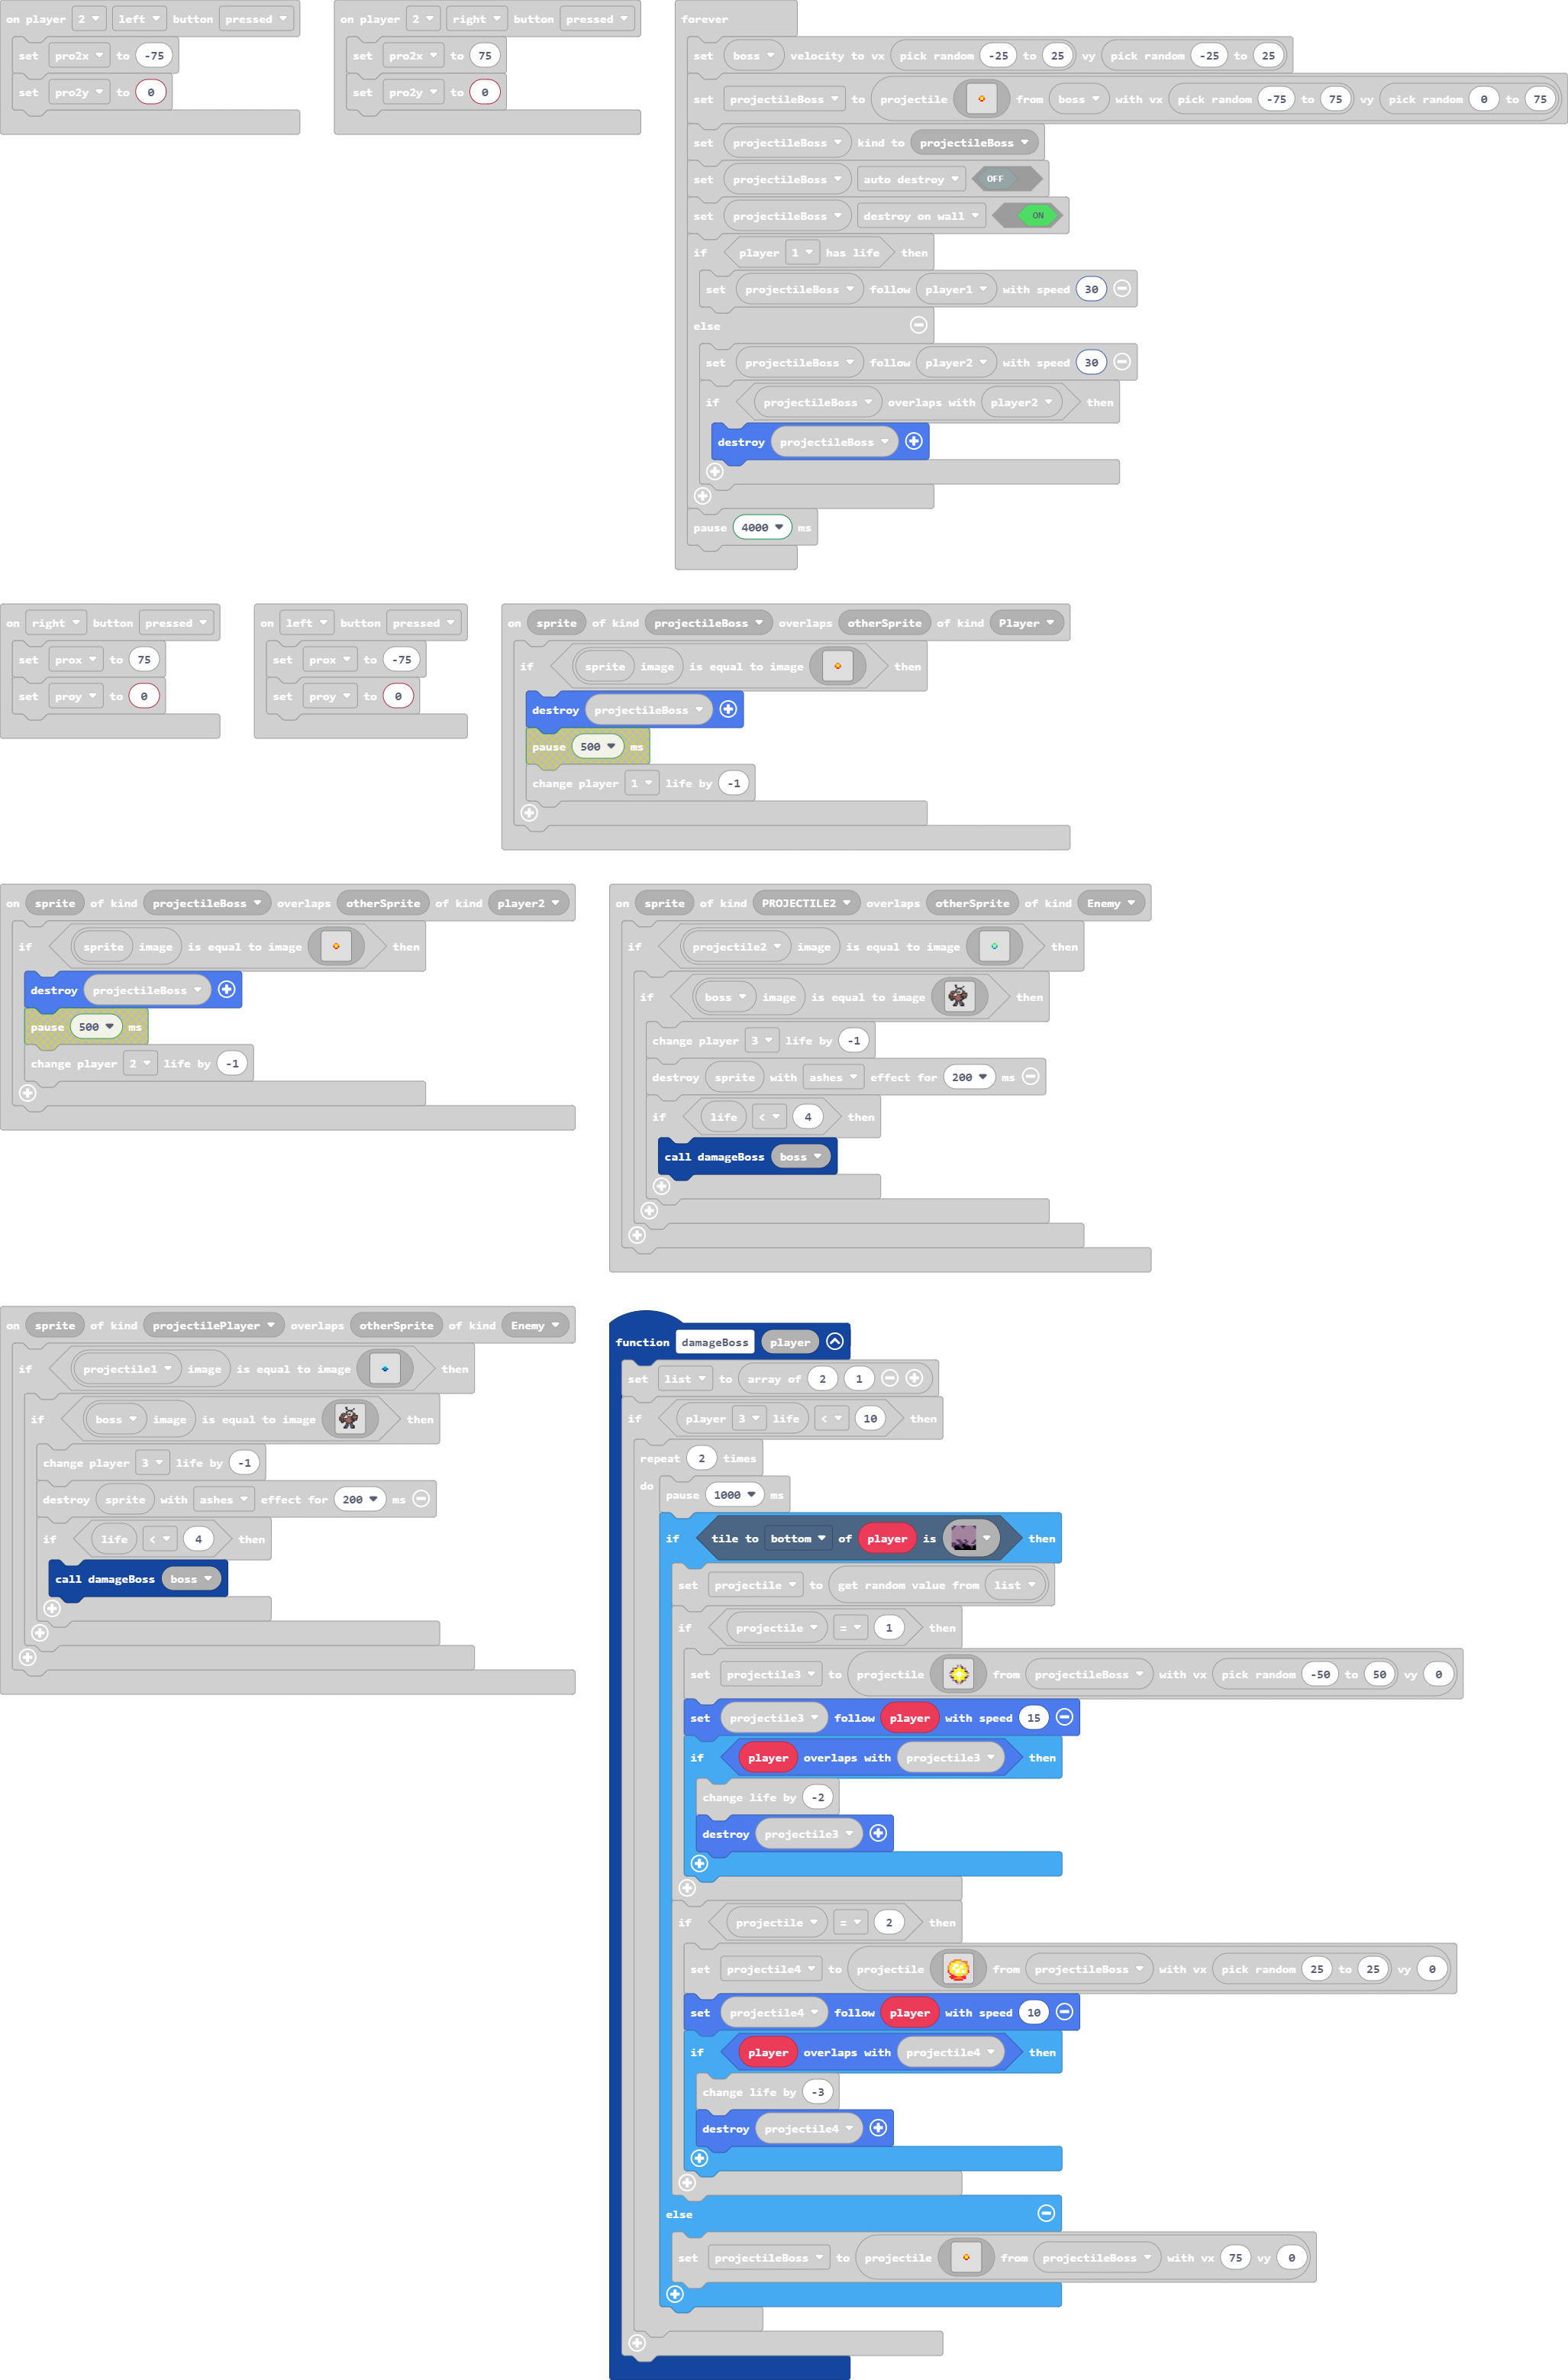 on player 2 left button pressed
set pro2x to -75
set pro2y to 0
on player 2 right button pressed
set pro2x to 75
set pro2y to 0
forever
set boss velocity to vx pick random -25 to 25 vy pick random -25 to 25
set projectileBoss to projectile from boss with vx pick random -75 to 75 vy pick random 0 to 75
set projectileBoss kind to projectileBoss
set projectileBoss auto destroy OFF
set projectileBoss destroy on wall ON
if player 1 has life then
set projectileBoss follow player1 with speed 30
else
set projectileBoss follow player2 with speed 30
if projectileBoss overlaps with player2 then
destroy projectileBoss
pause 4000 ms
on right button pressed
set prox to 75
set proy to 0
on left button pressed
set prox to -75
set proy to 0
on sprite of kind projectileBoss overlaps otherSprite of kind Player
if sprite image is equal to image then
destroy projectileBoss
pause 500 ms
change player 1 life by -1
on sprite of kind projectileBoss overlaps otherSprite of kind player2
if sprite image is equal to image then
destroy projectileBoss
pause 500 ms
change player 2 life by -1
on sprite of kind PROJECTILE2 overlaps otherSprite of kind Enemy
if projectile2 image is equal to image then
if boss image is equal to image then
change player 3 life by -1
destroy sprite with ashes effect for 200 ms
if life < 4 then
call damageBoss boss
on sprite of kind projectilePlayer overlaps otherSprite of kind Enemy
if projectile1 image is equal to image then
if boss image is equal to image then
change player 3 life by -1
destroy sprite with ashes effect for 200 ms
if life < 4 then
call damageBoss boss
function damageBoss player
set list to array of 2 1
if player 3 life < 10 then
repeat 2 times
do
pause 1000 ms
if tile to bottom of player is then
set projectile to get random value from list
if projectile = 1 then
set projectile3 to projectile from projectileBoss with vx pick random -50 to 50 vy 0
set projectile3 follow player with speed 15
if player overlaps with projectile3 then
change life by -2
destroy projectile3
if projectile = 2 then
set projectile4 to projectile from projectileBoss with vx pick random 25 to 25 vy 0
set projectile4 follow player with speed 10
if player overlaps with projectile4 then
change life by -3
destroy projectile4
else
set projectileBoss to projectile from projectileBoss with vx 75 vy 0